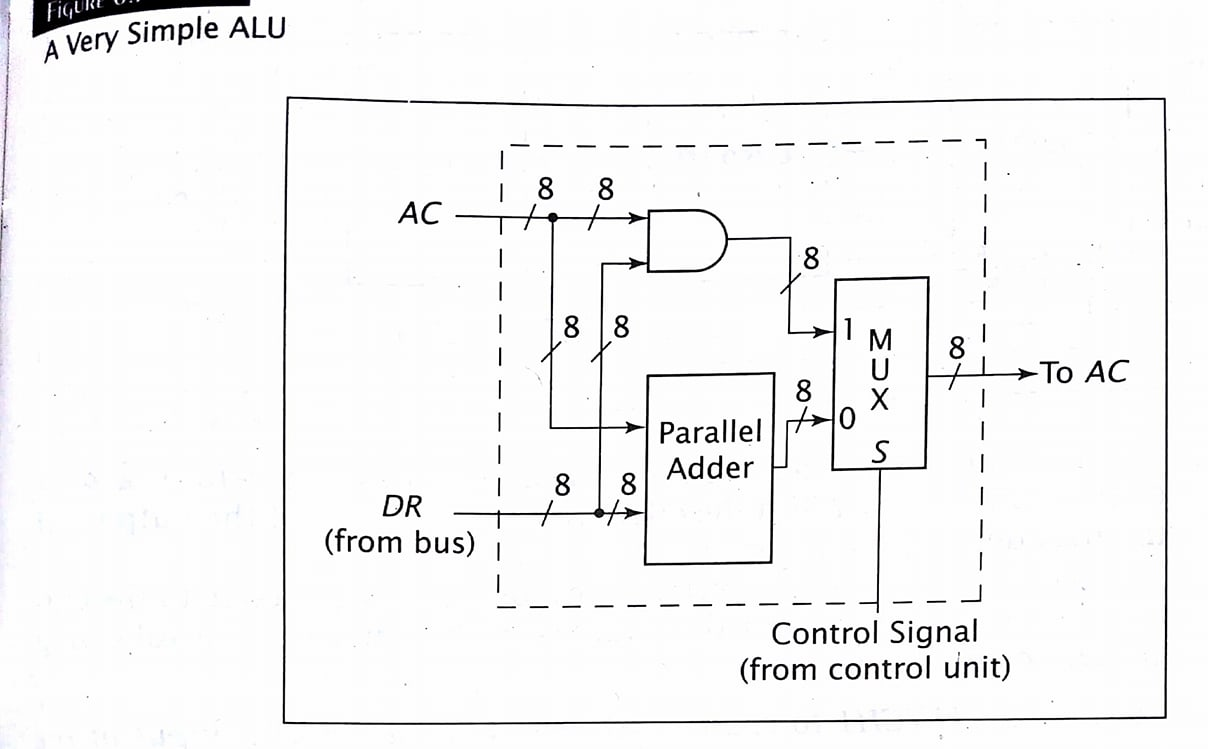 FIGURE
A Very Simple ALU
8 8
AC
8
8 8
1
M
U
X
8
To AC
8
0
Parallel
Adder
S
8 8
DR
(from bus)
Control Signal
(from control unit)